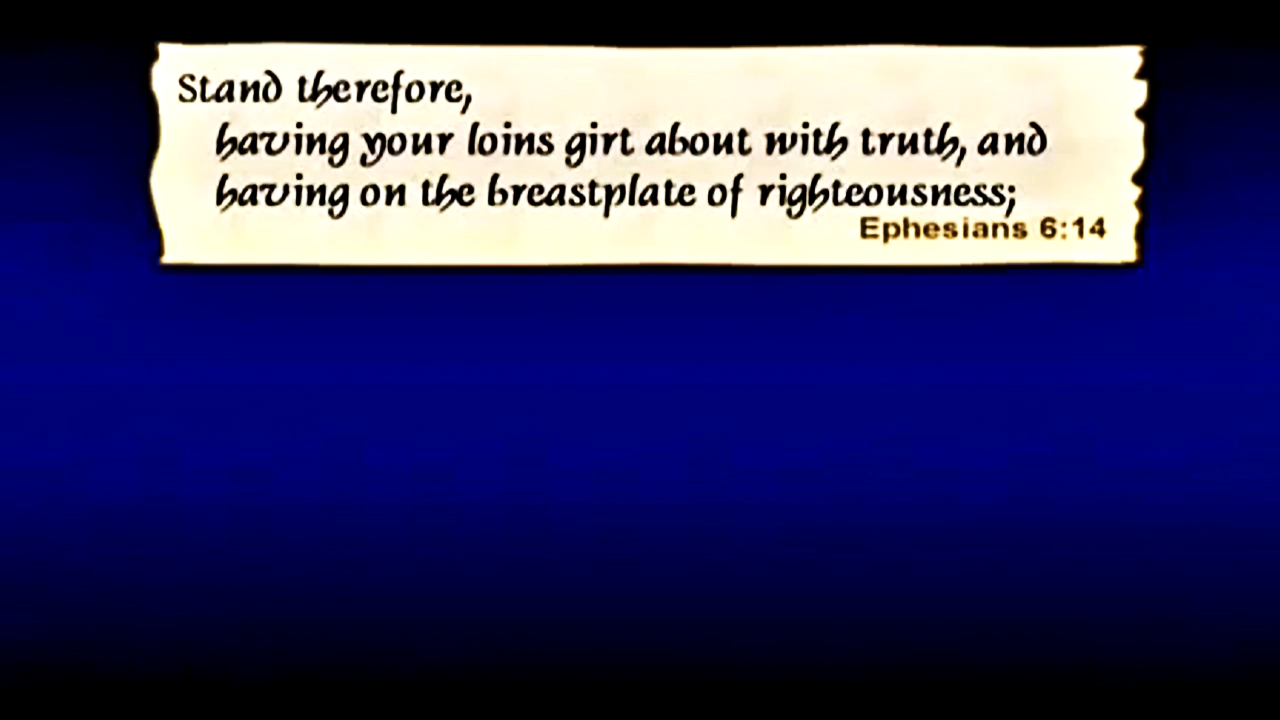 Stand therefore,
having your loins girt about with truth, and
having on the breastplate of righteousness;
Ephesians 6:14